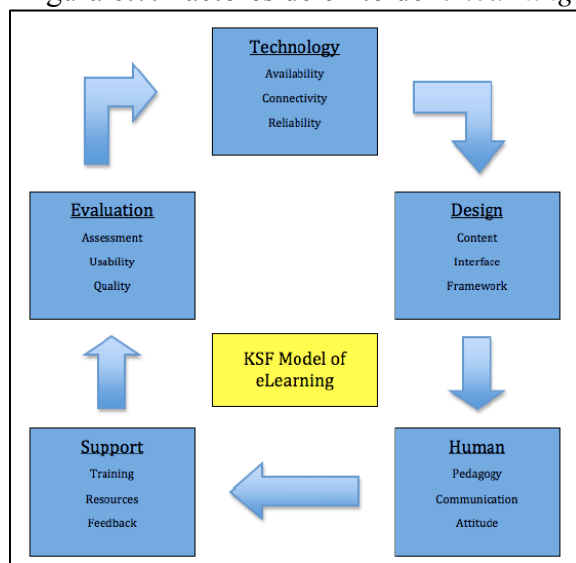 Technology
Availability
Connectivity
Reliability
Evaluation
Assessment
Usability
Quality
Design
Content
Interface
Framework
KSF Model of
eLearning
Support
Training
Resources
Feedback
Human
Pedagogy
Communication
Attitude